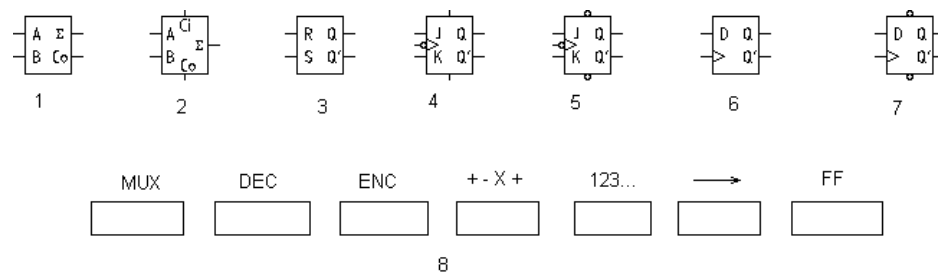 A Σ A Ci R Q J Q J Q D Q D Q
B Co B Σ S Q' K Q' K Q' Q' Q'
Co
1 2 3 4 5 6 7
MUX DEC ENC + - X + 123... FF
8